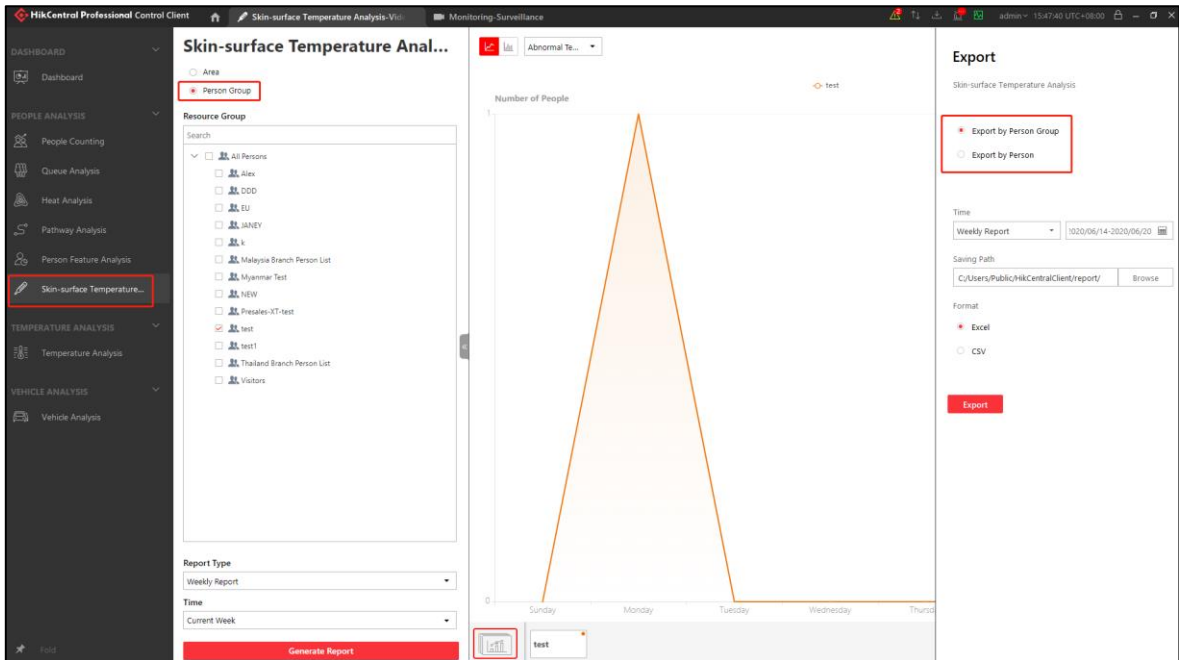 HikCentral Professional Control Client
Skin-surface Temperature Analysis-Vid
Monitoring-Surveillance
admin
15:47:40 UTC+08:00
DASHBOARD
Dashboard
PEOPLE ANALYSIS
People Counting
Queue Analysis
Heat Analysis
Pathway Analysis
Person Feature Analysis
Skin-surface Temperature...
TEMPERATURE ANALYSIS
Temperature Analysis
VEHICLE ANALYSIS
Vehicle Analysis
Fold
Skin-surface Temperature Anal...
Area
Person Group
Resource Group
Search
All Persons
Alex
DDD
EU
JANEY
k
Malaysia Branch Person List
Myanmar Test
NEW
Presales-XT-test
test
test1
Thailand Branch Person List
Visitors
Report Type
Weekly Report
Time
Current Week
Generate Report
Abnormal Te...
test
Number of People
1
0
Sunday Monday Tuesday Wednesday Thursd
test
Export
Skin-surface Temperature Analysis
Export by Person Group
Export by Person
Time
Weekly Report
2020/06/14-2020/06/20
Saving Path
C:/Users/Public/HikCentralClient/report/
Browse
Format
Excel
CSV
Export